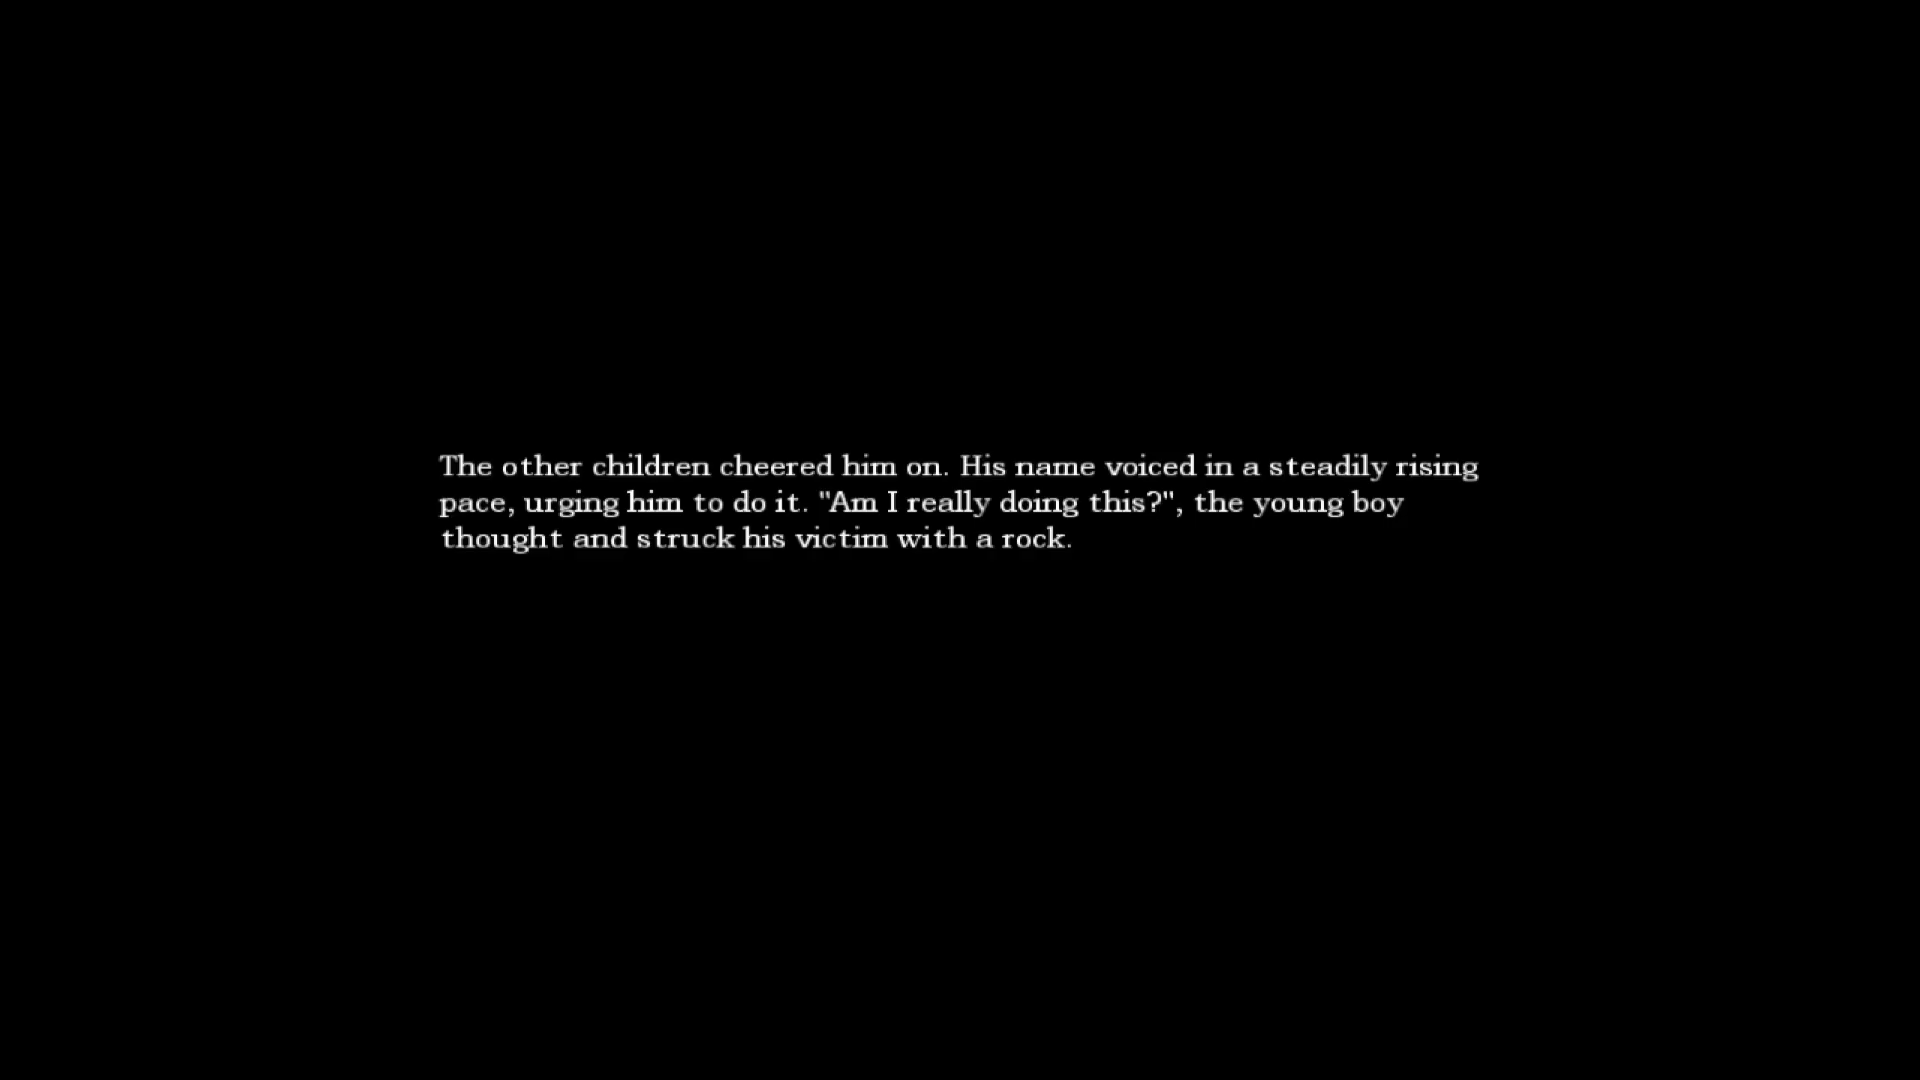 The other children cheered him on. His name voiced in a steadily rising
pace, urging him to do it. "Am I really doing this?", the young boy
thought and struck his victim with a rock.